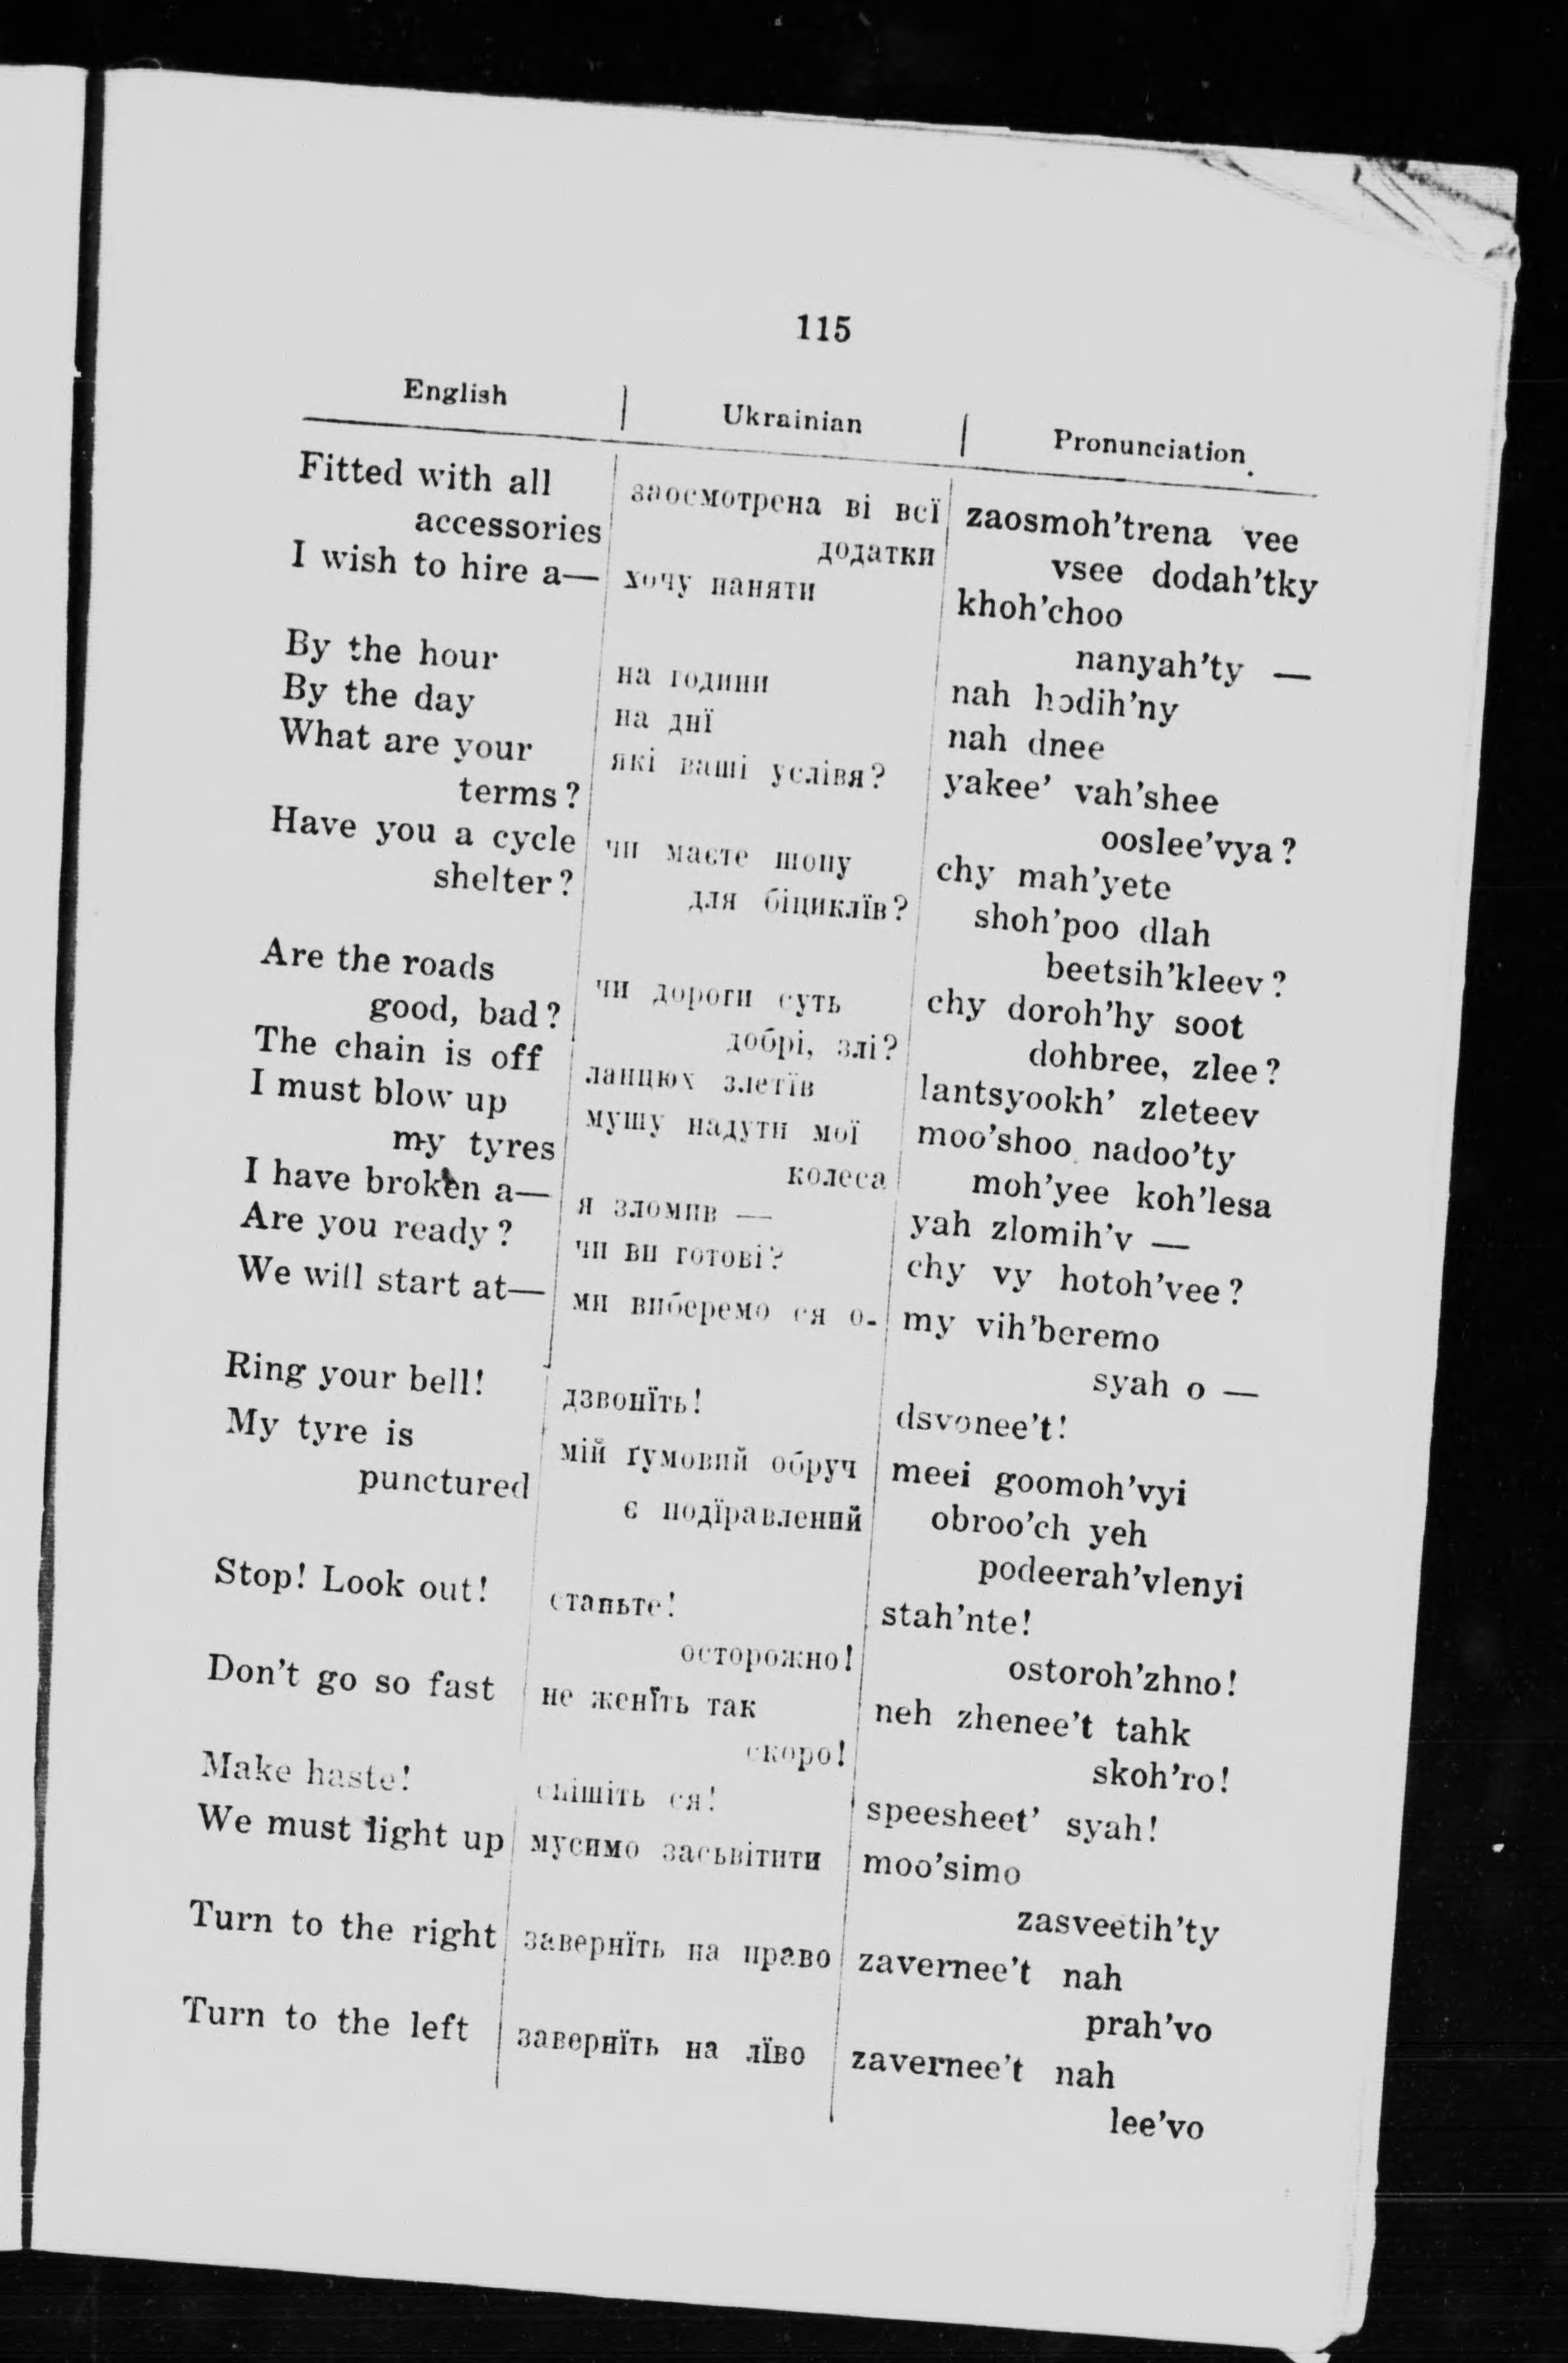 115
English | Ukrainian | Pronunciation
Fitted with all
accessories
заосмотрена ві всї
додатки
zaosmoh'trena vee
vsee dodah'tky
I wish to hire a—
хочу наняти
khoh'choo
nanyah'ty —
By the hour
на години
nah hodih'ny
By the day
на днї
nah dnee
What are your
terms?
які ваші услівя?
yakee' vah'shee
ooslee'vya?
Have you a cycle
shelter?
чи маєте шопу
для біциклїв?
chy mah'yete
shoh'poo dlah
beetsih'kleev?
Are the roads
good, bad?
чи дороги суть
добрі, злі?
chy doroh'hy soot
dohbree, zlee?
The chain is off
ланцюх злетїв
lantsyookh' zleteev
I must blow up
my tyres
мушу надути мої
колеса
moo'shoo nadoo'ty
moh'yee koh'lesa
I have broken a—
я зломив —
yah zlomih'v —
Are you ready?
чи ви готові?
chy vy hotoh'vee?
We will start at—
ми виберемо ся о-
my vih'beremo
syah o —
Ring your bell!
дзвонїть!
dsvonee't!
My tyre is
punctured
мій ґумовий обруч
є подїравлений
meei goomoh'vyi
obroo'ch yeh
podeerah'vlenyi
Stop! Look out!
станьте!
осторожно!
stah'nte!
ostoroh'zhno!
Don't go so fast
не женїть так
скоро!
neh zhenee't tahk
skoh'ro!
Make haste!
спішіть ся!
speesheet' syah!
We must light up
мусимо засьвітити
moo'simo
zasveetih'ty
Turn to the right
завернїть на право
zavernee't nah
prah'vo
Turn to the left
завернїть на лїво
zavernee't nah
lee'vo